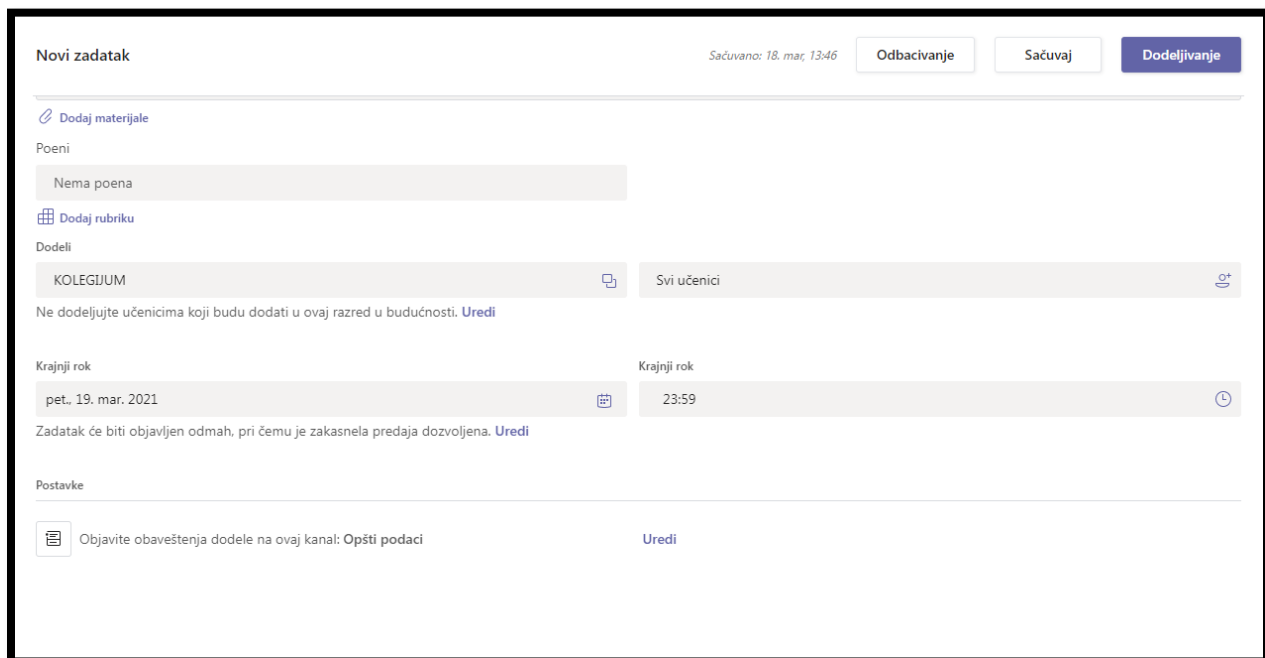 Novi zadatak
Sačuvano: 18. mar, 13:46
Odbacivanje
Sačuvaj
Dodeljivanje
Dodaj materijale
Poeni
Nema poena
Dodaj rubriku
Dodeli
KOLEGIJUM
Svi učenici
Ne dodeljujte učenicima koji budu dodati u ovaj razred u budućnosti. Uredi
Krajnji rok
Krajnji rok
pet., 19. mar. 2021
23:59
Zadatak će biti objavljen odmah, pri čemu je zakasnela predaja dozvoljena. Uredi
Postavke
Objavite obaveštenja dodele na ovaj kanal: Opšti podaci
Uredi